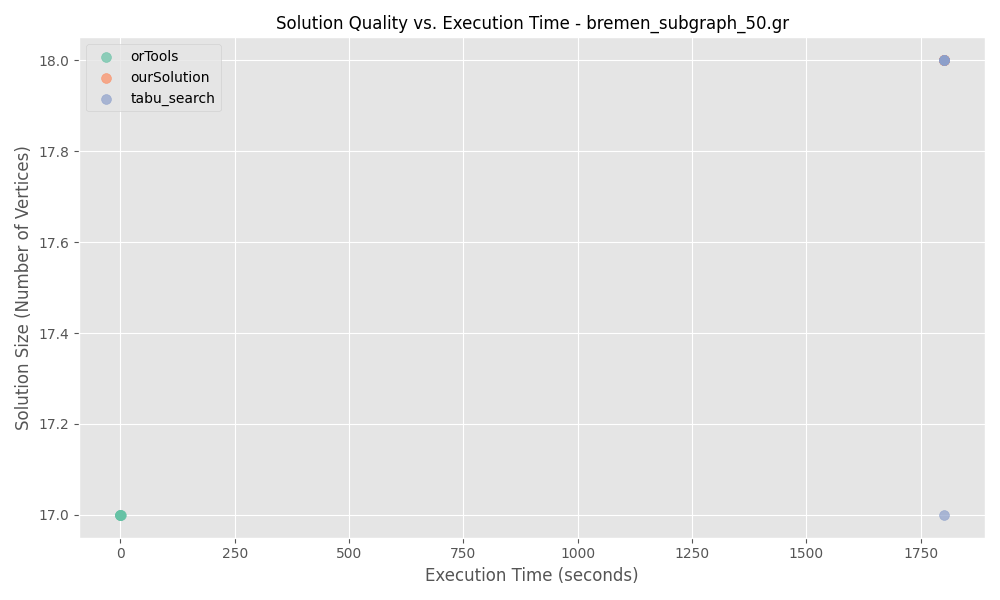 Solution Quality vs. Execution Time - bremen_subgraph_50.gr
orTools
ourSolution
tabu_search
Solution Size (Number of Vertices)
18.0
17.8
17.6
17.4
17.2
17.0
0 250 500 750 1000 1250 1500 1750
Execution Time (seconds)